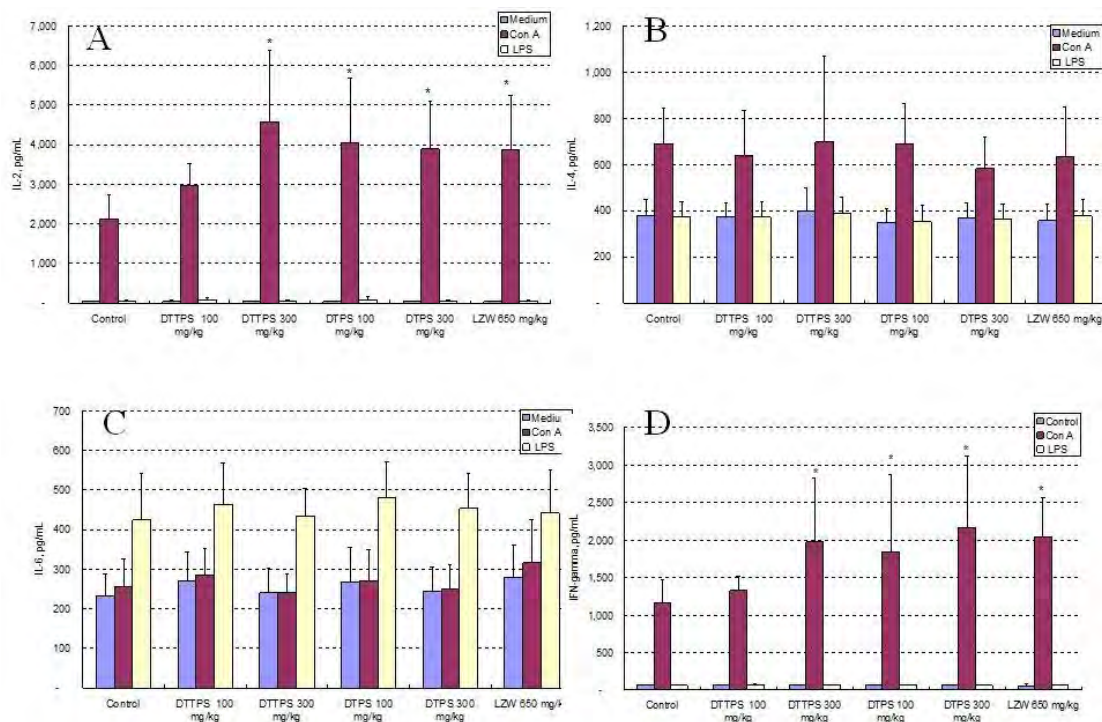 A
Medium
Con A
LPS
7,000
6,000
5,000
4,000
3,000
2,000
1,000
-
IL-2, pg/mL
* * * *
Control
DTTPS 100 mg/kg
DTTPS 300 mg/kg
DTPS 100 mg/kg
DTPS 300 mg/kg
LZW 650 mg/kg
B
Medium
Con A
LPS
1,200
1,000
800
600
400
200
-
IL-4, pg/mL
Control
DTTPS 100 mg/kg
DTTPS 300 mg/kg
DTPS 100 mg/kg
DTPS 300 mg/kg
LZW 650 mg/kg
C
Mediu
Con A
LPS
700
600
500
400
300
200
100
-
IL-6, pg/mL
Control
DTTPS 100 mg/kg
DTTPS 300 mg/kg
DTPS 100 mg/kg
DTPS 300 mg/kg
LZW 650 mg/k
D
Control
Con A
LPS
3,500
3,000
2,500
2,000
1,500
1,000
500
-
IFN-gamma, pg/mL
* * * *
Control
DTTPS 100 mg/kg
DTTPS 300 mg/kg
DTPS 100 mg/kg
DTPS 300 mg/kg
LZW 650 mg/kg